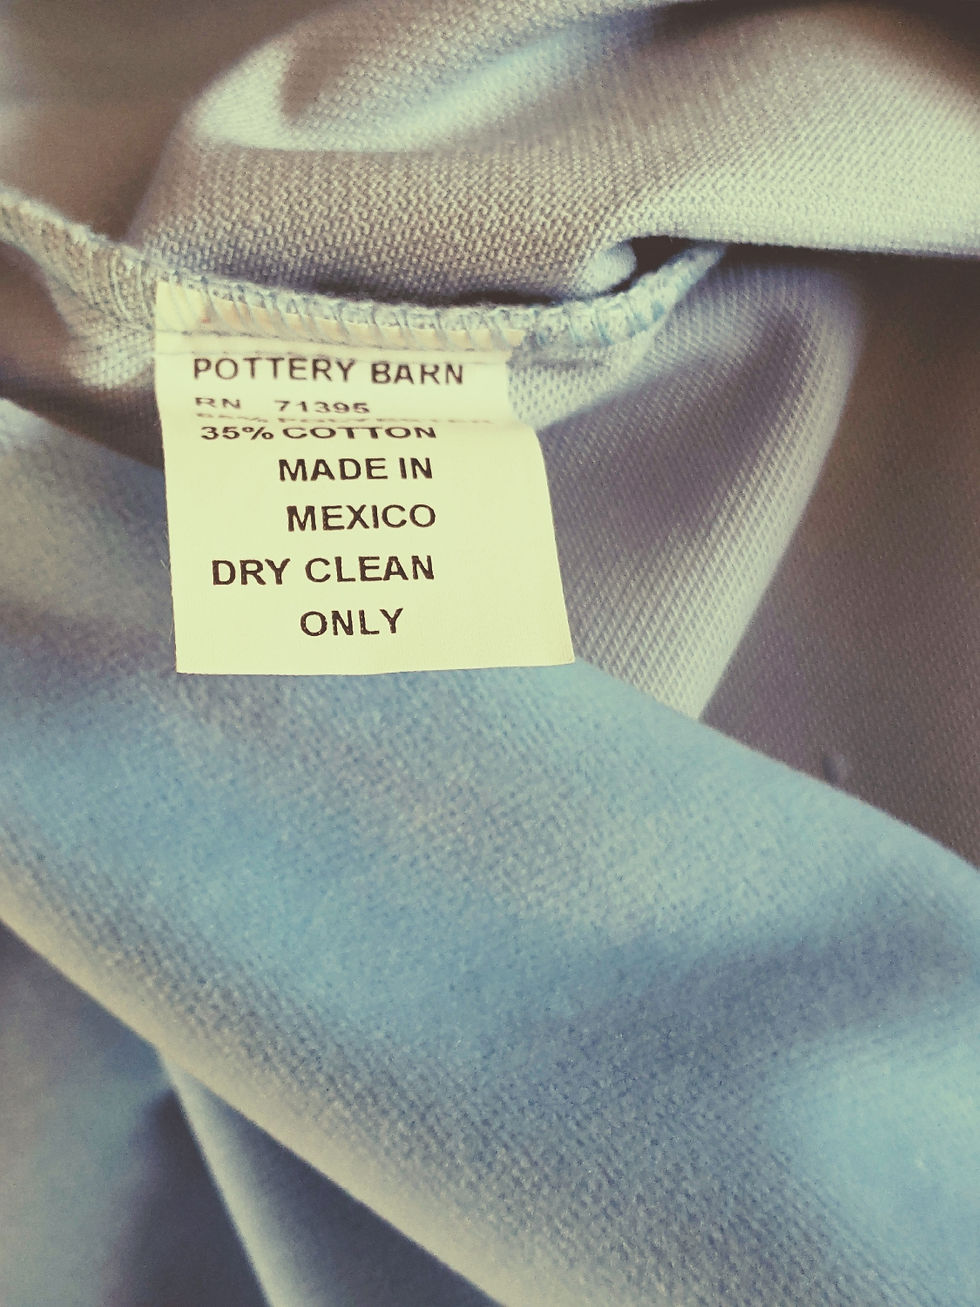 POTTERY BARN
RN 71395
35% COTTON
MADE IN
MEXICO
DRY CLEAN
ONLY